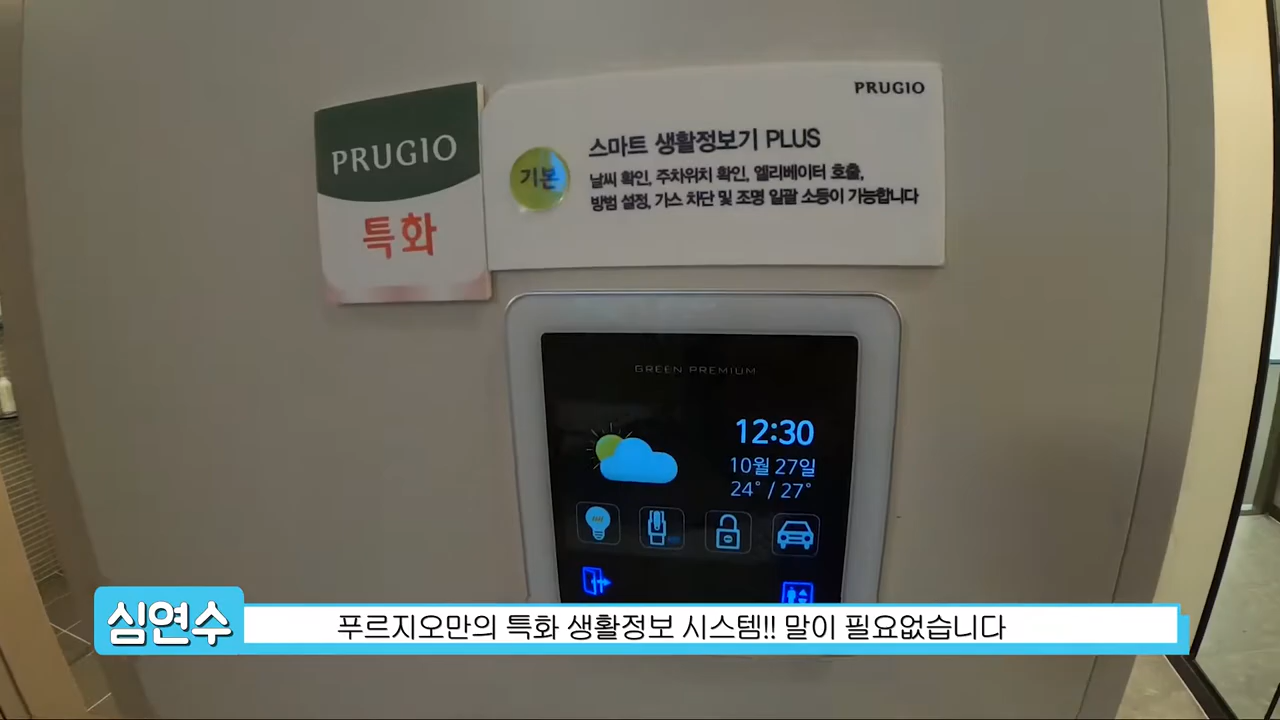 PRUGIO
특화
PRUGIO
기본
스마트 생활정보기 PLUS
날씨 확인, 주차위치 확인, 엘리베이터 호출,
방범 설정, 가스 차단 및 조명 일괄 소등이 가능합니다
GREEN PREMIUM
12:30
10월 27일
24° / 27°
심연수
푸르지오만의 특화 생활정보 시스템!! 말이 필요없습니다